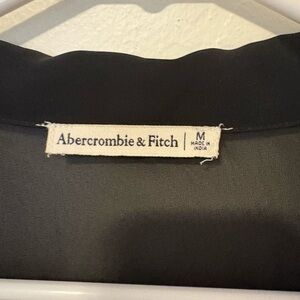 Abercrombie & Fitch
M
MADE IN
INDIA